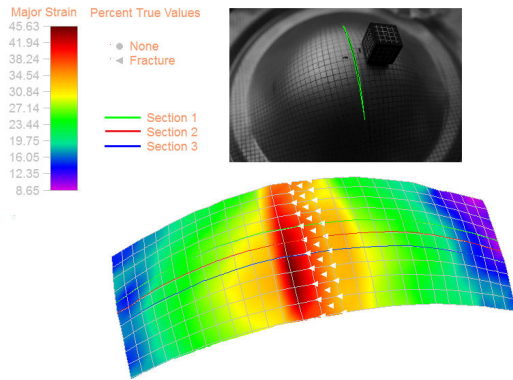 Major Strain
45.63
41.94
38.24
34.54
30.84
27.14
23.44
19.75
16.05
12.35
8.65
Percent True Values
None
Fracture
Section 1
Section 2
Section 3